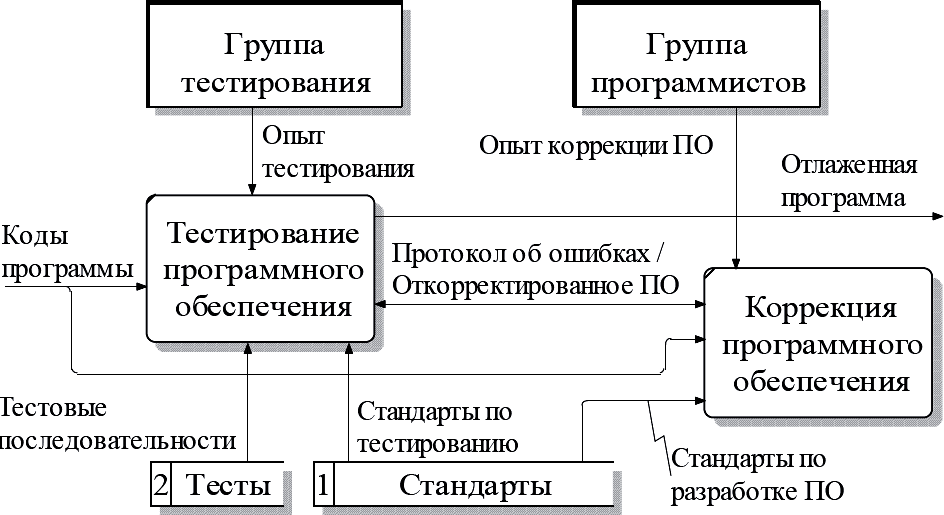 Группа
тестирования
Группа
программистов
Опыт
тестирования
Опыт коррекции ПО
Отлаженная
программа
Коды
программы
Тестирование
программного
обеспечения
Протокол об ошибках /
Откорректированное ПО
Коррекция
программного
обеспечения
Тестовые
последовательности
Стандарты по
тестированию
Стандарты по
разработке ПО
2 Тесты
1 Стандарты